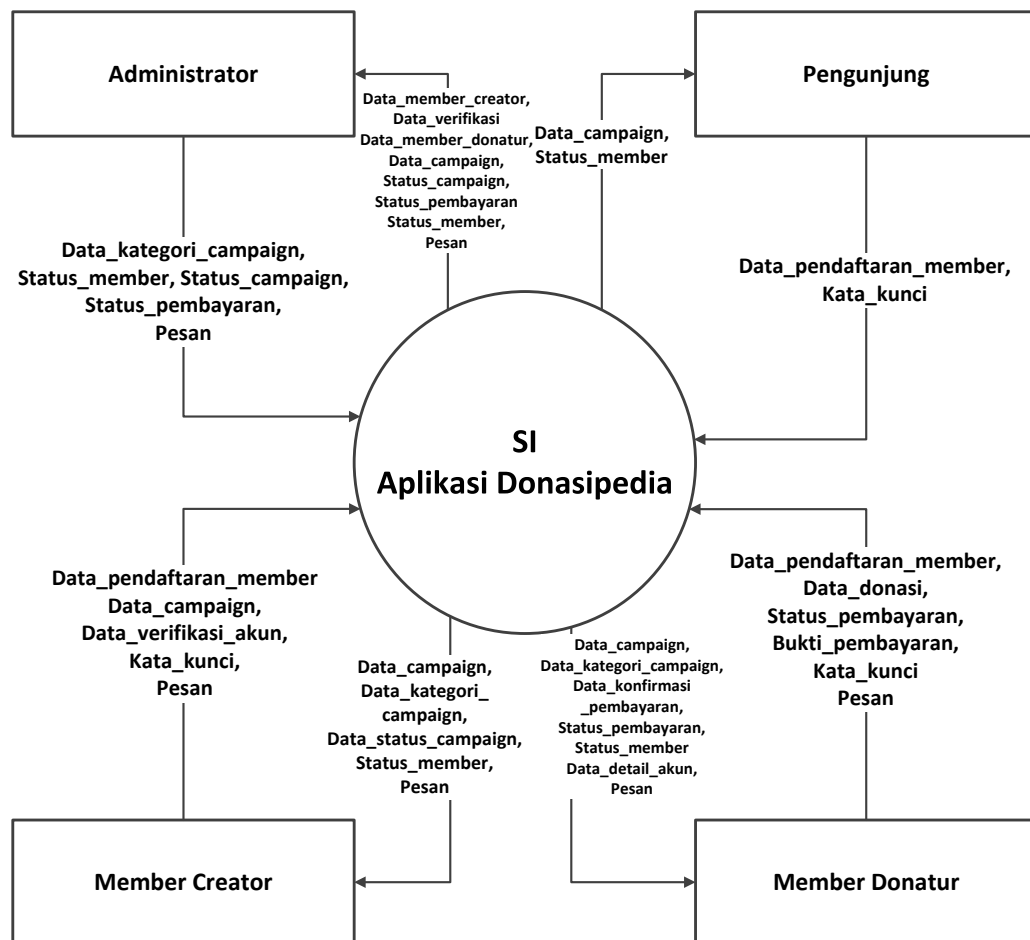 Administrator
Pengunjung
Data_member_creator,
Data_verifikasi
Data_member_donatur,
Data_campaign,
Status_campaign,
Status_pembayaran
Status_member,
Pesan
Data_campaign,
Status_member
Data_kategori_campaign,
Status_member, Status_campaign,
Status_pembayaran,
Pesan
Data_pendaftaran_member,
Kata_kunci
SI
Aplikasi Donasipedia
Data_pendaftaran_member
Data_campaign,
Data_verifikasi_akun,
Kata_kunci,
Pesan
Data_campaign,
Data_kategori_
campaign,
Data_status_campaign,
Status_member,
Pesan
Data_campaign,
Data_kategori_campaign,
Data_konfirmasi
_pembayaran,
Status_pembayaran,
Status_member
Data_detail_akun,
Pesan
Data_pendaftaran_member,
Data_donasi,
Status_pembayaran,
Bukti_pembayaran,
Kata_kunci
Pesan
Member Creator
Member Donatur